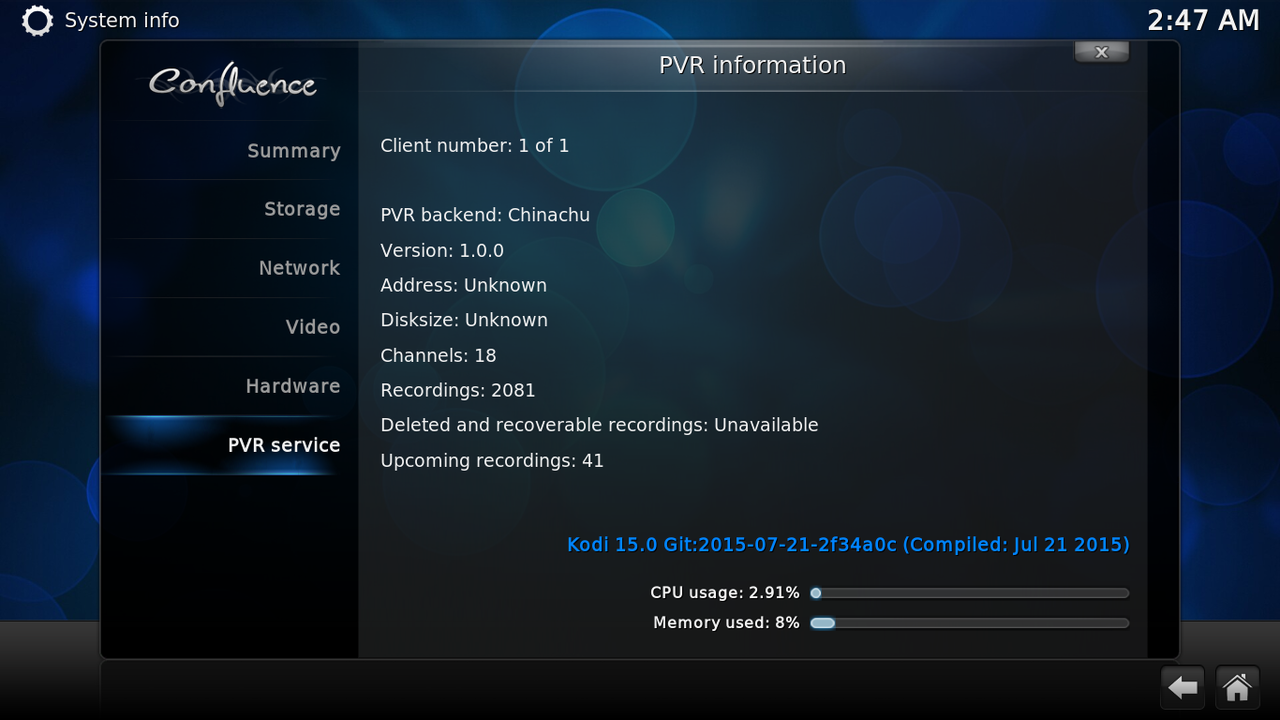 System info
2:47 AM
Confluence
PVR information
Summary
Storage
Network
Video
Hardware
PVR service
Client number: 1 of 1
PVR backend: Chinachu
Version: 1.0.0
Address: Unknown
Disksize: Unknown
Channels: 18
Recordings: 2081
Deleted and recoverable recordings: Unavailable
Upcoming recordings: 41
Kodi 15.0 Git:2015-07-21-2f34a0c (Compiled: Jul 21 2015)
CPU usage: 2.91%
Memory used: 8%